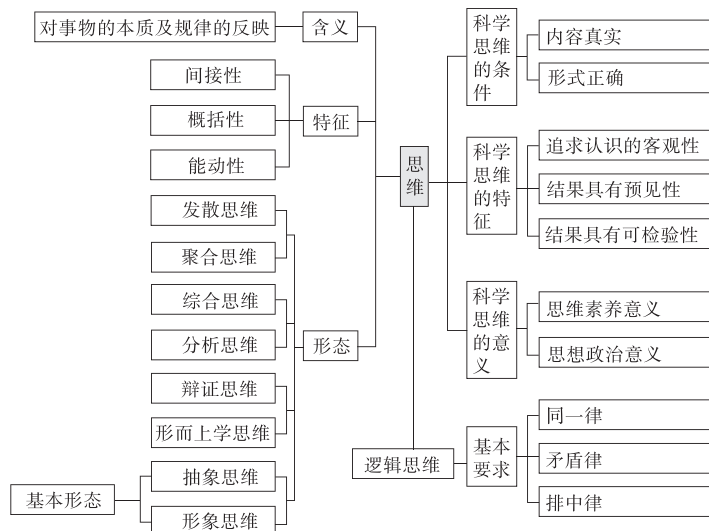 对事物的本质及规律的反映
含义
间接性
概括性
能动性
特征
发散思维
聚合思维
综合思维
分析思维
辩证思维
形而上学思维
抽象思维
形象思维
形态
基本形态
思
维
科学
思维
的条
件
内容真实
形式正确
科学
思维
的特
征
追求认识的客观性
结果具有预见性
结果具有可检验性
科学
思维
的意
义
思维素养意义
思想政治意义
逻辑思维
基本
要求
同一律
矛盾律
排中律